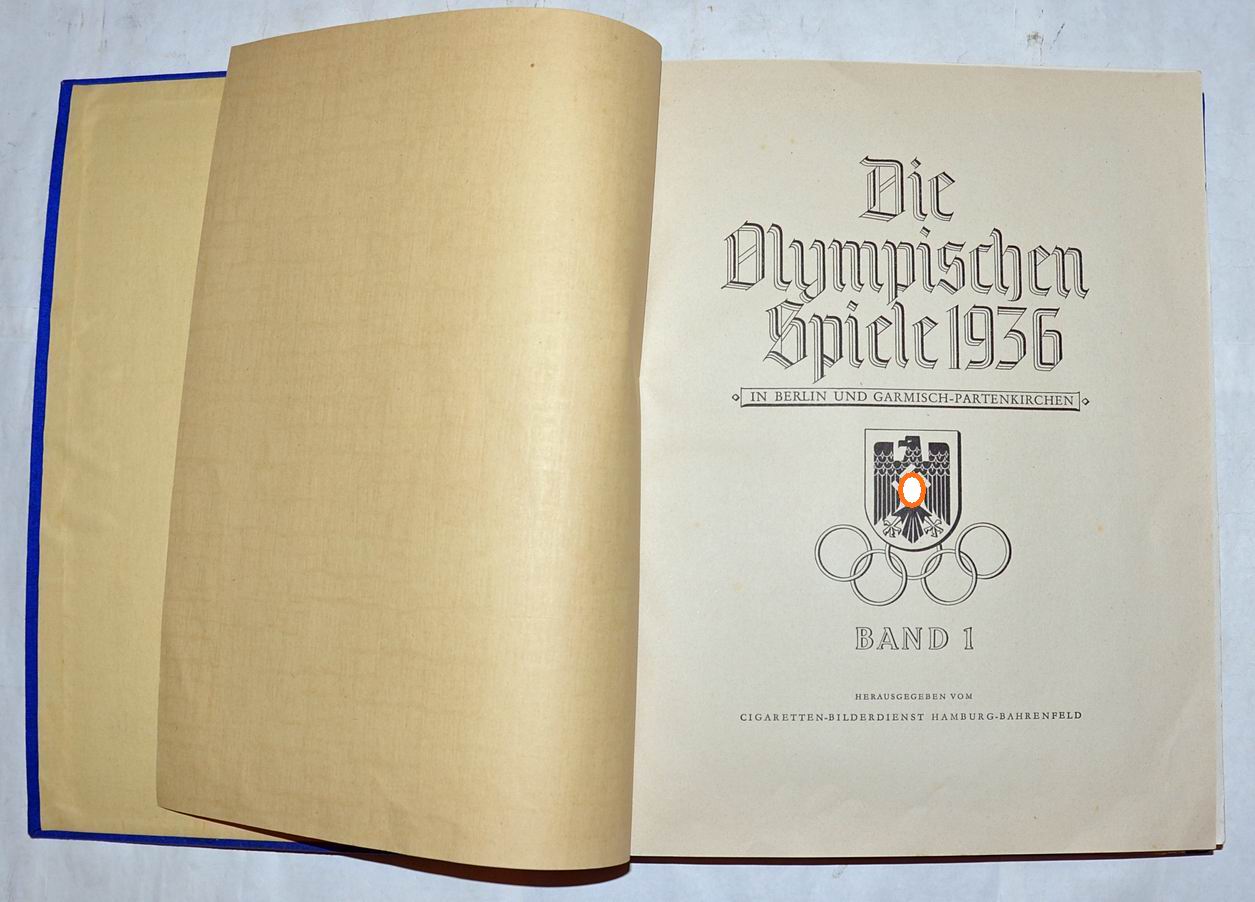 Die
Olympischen
Spiele 1936
IN BERLIN UND GARMISCH-PARTENKIRCHEN
BAND 1
HERAUSGEGEBEN VOM
CIGARETTEN-BILDERDIENST HAMBURG-BAHRENFELD